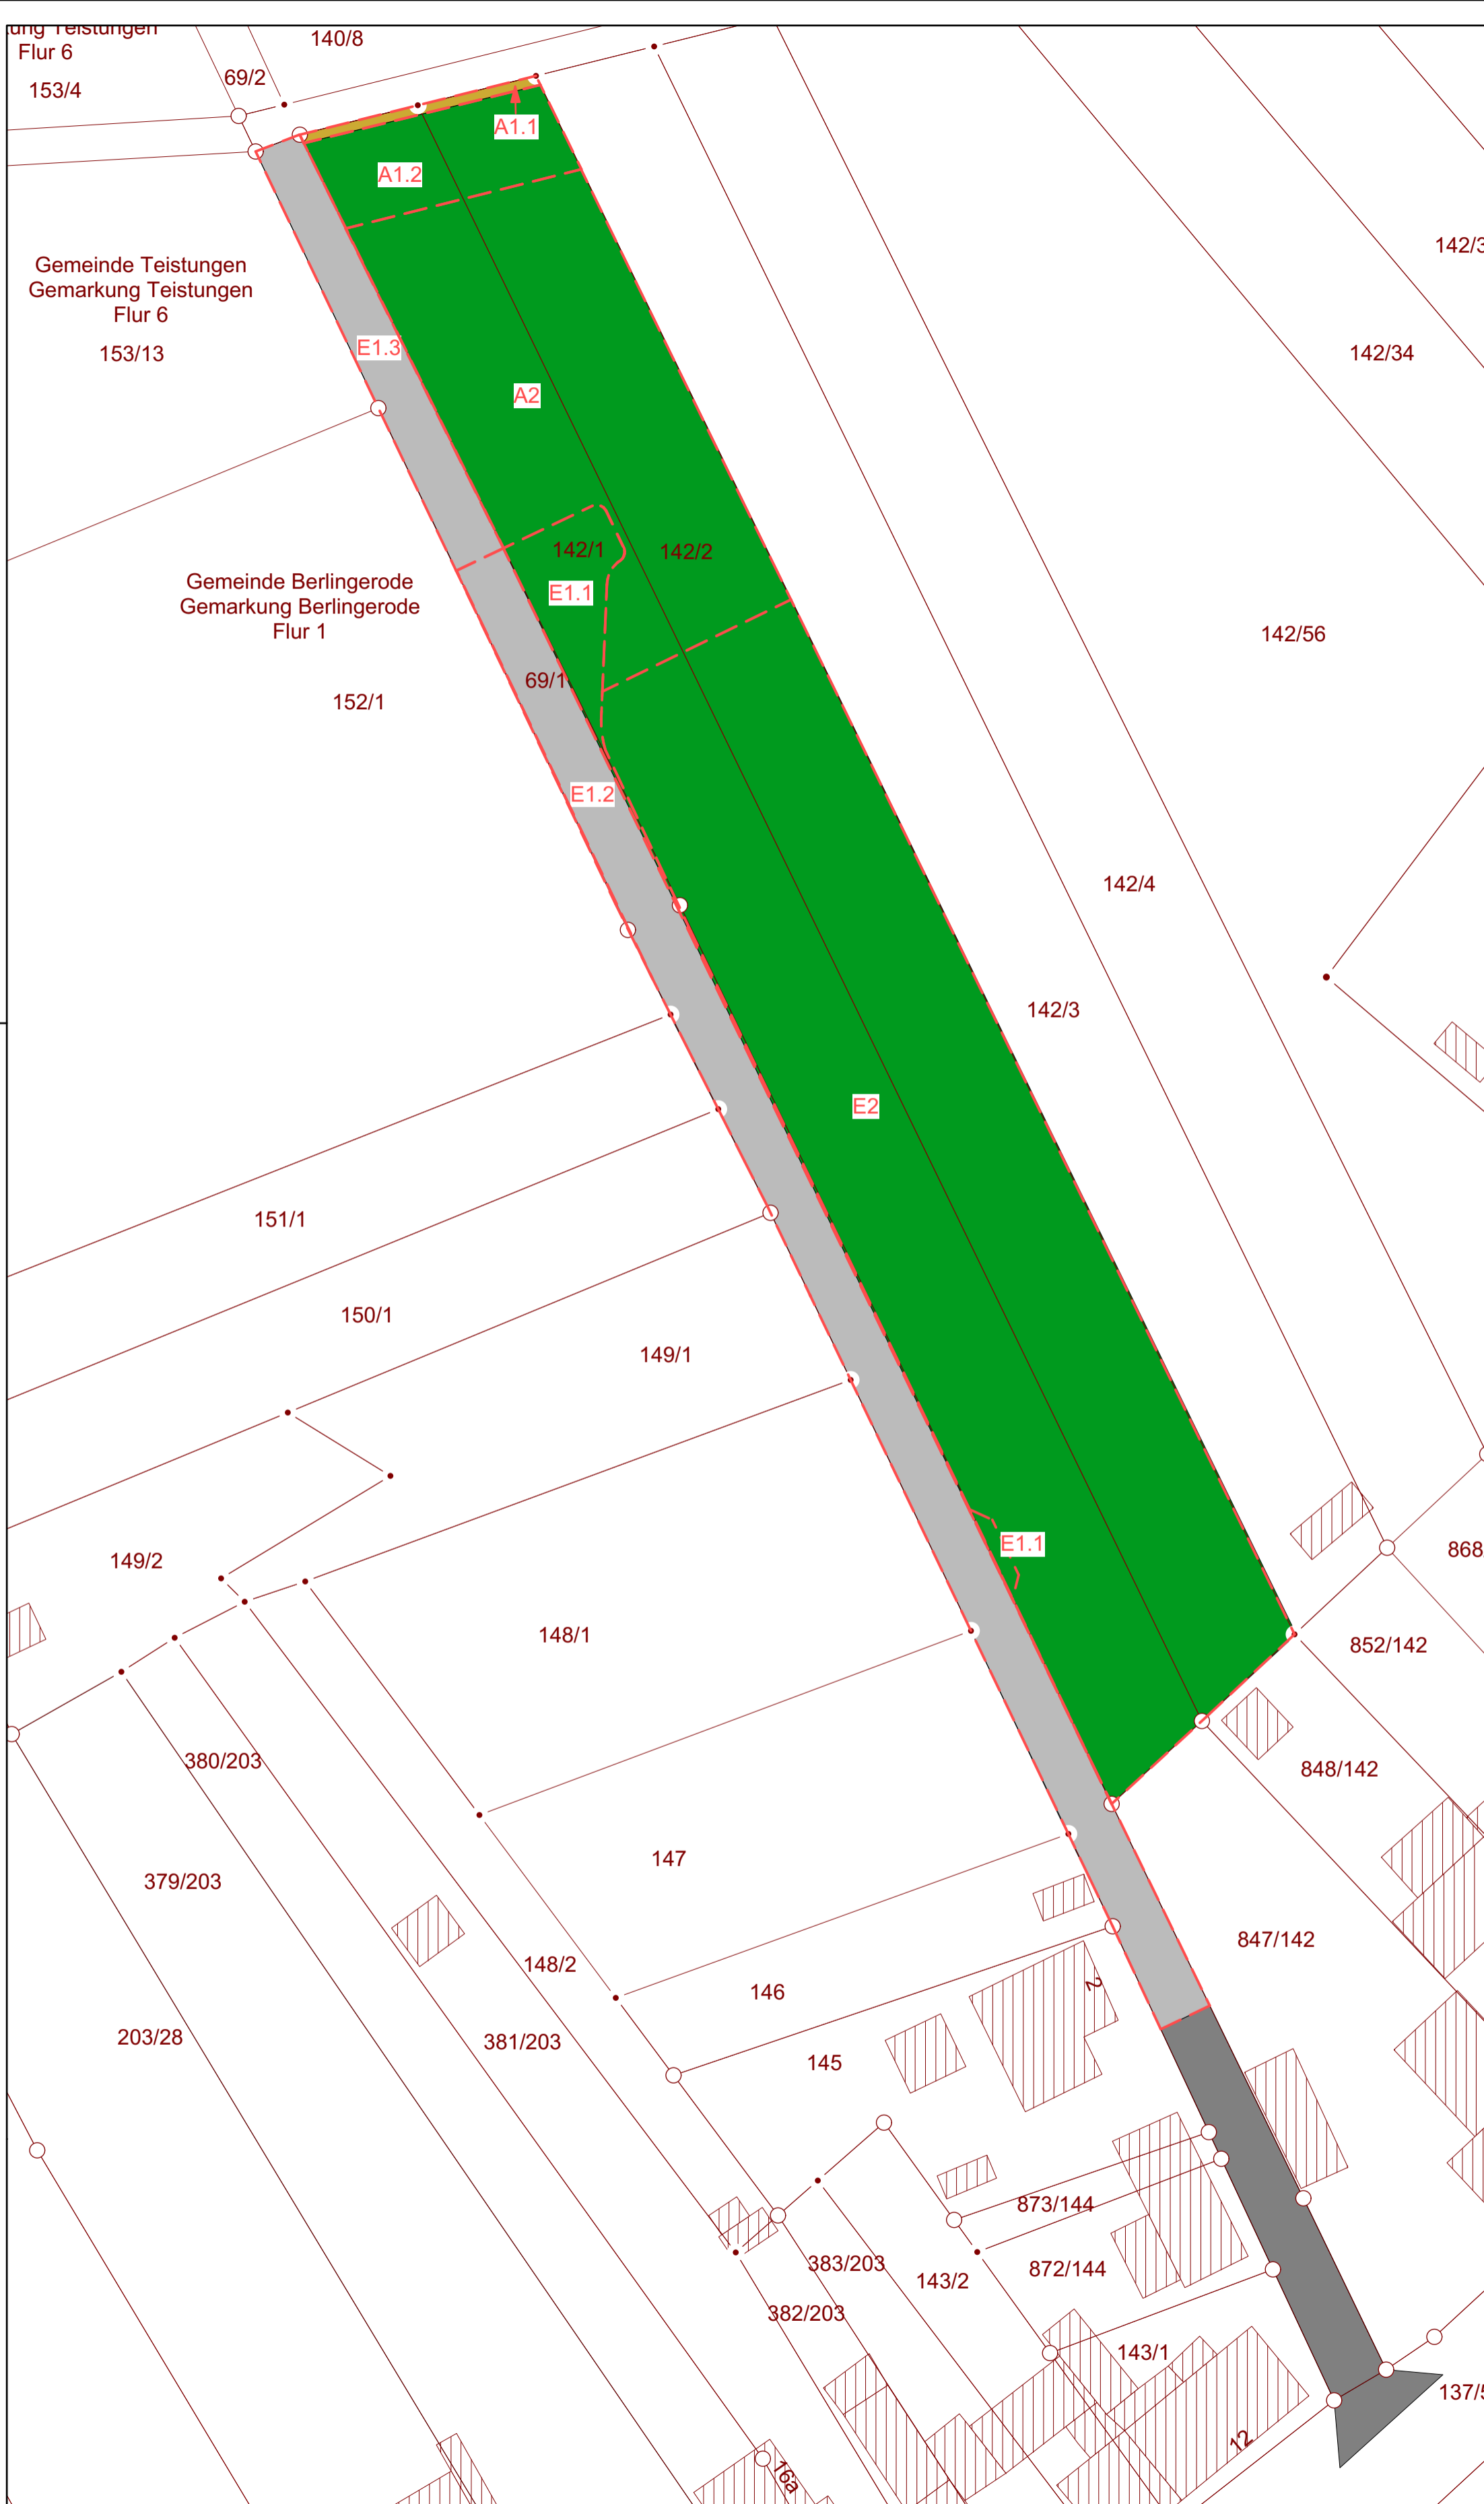 Teistungen
Flur 6
153/4
69/2
140/8
A1.1
A1.2
142/3
Gemeinde Teistungen
Gemarkung Teistungen
Flur 6
153/13
E1.3
142/34
A2
142/1
142/2
E1.1
Gemeinde Berlingerode
Gemarkung Berlingerode
Flur 1
142/56
69/1
152/1
E1.2
142/4
142/3
E2
151/1
150/1
149/1
E1.1
149/2
868
148/1
852/142
380/203
848/142
147
379/203
847/142
148/2
2
146
203/28
381/203
145
873/144
383/203
872/144
143/2
382/203
143/1
137/5
12
16a